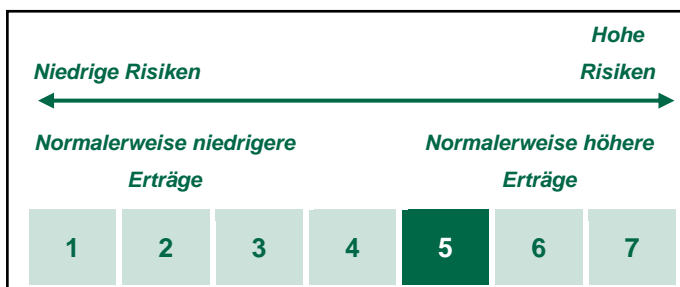 Hohe
Niedrige Risiken Risiken
Normalerweise niedrigere Normalerweise höhere
Erträge Erträge
1 2 3 4 5 6 7